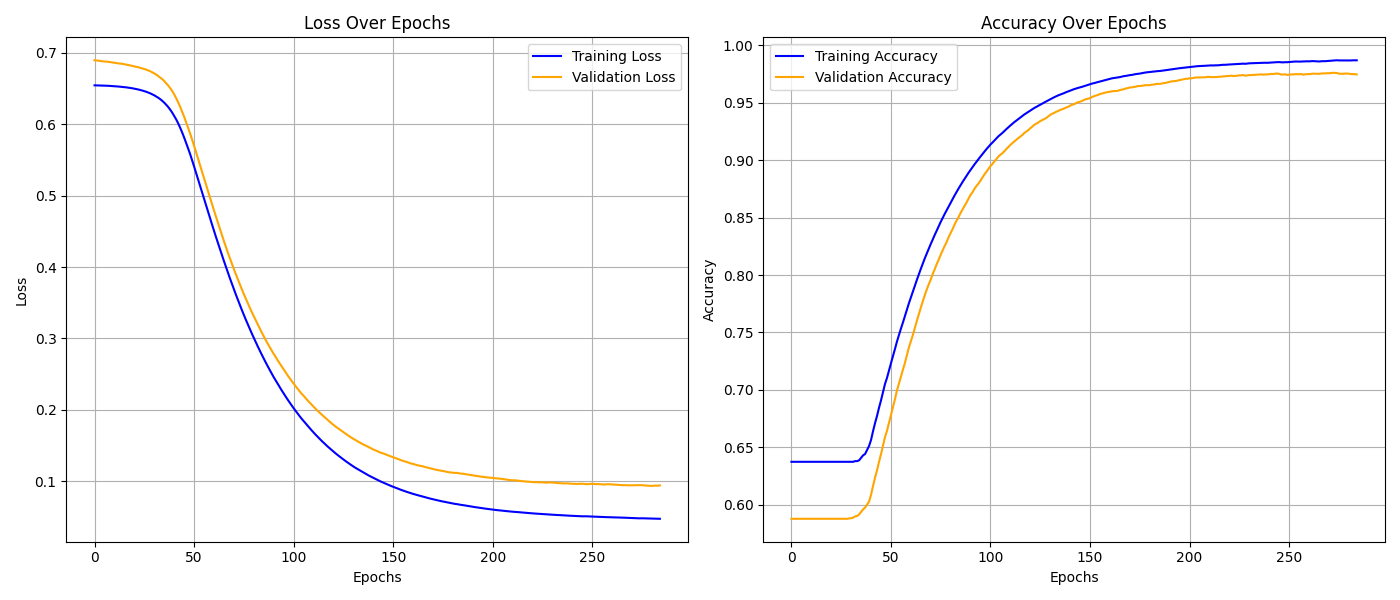 Loss Over Epochs
Training Loss
Validation Loss
0.7
0.6
0.5
0.4
0.3
0.2
0.1
Loss
0 50 100 150 200 250
Epochs
Accuracy Over Epochs
Training Accuracy
Validation Accuracy
1.00
0.95
0.90
0.85
0.80
0.75
0.70
0.65
0.60
Accuracy
0 50 100 150 200 250
Epochs